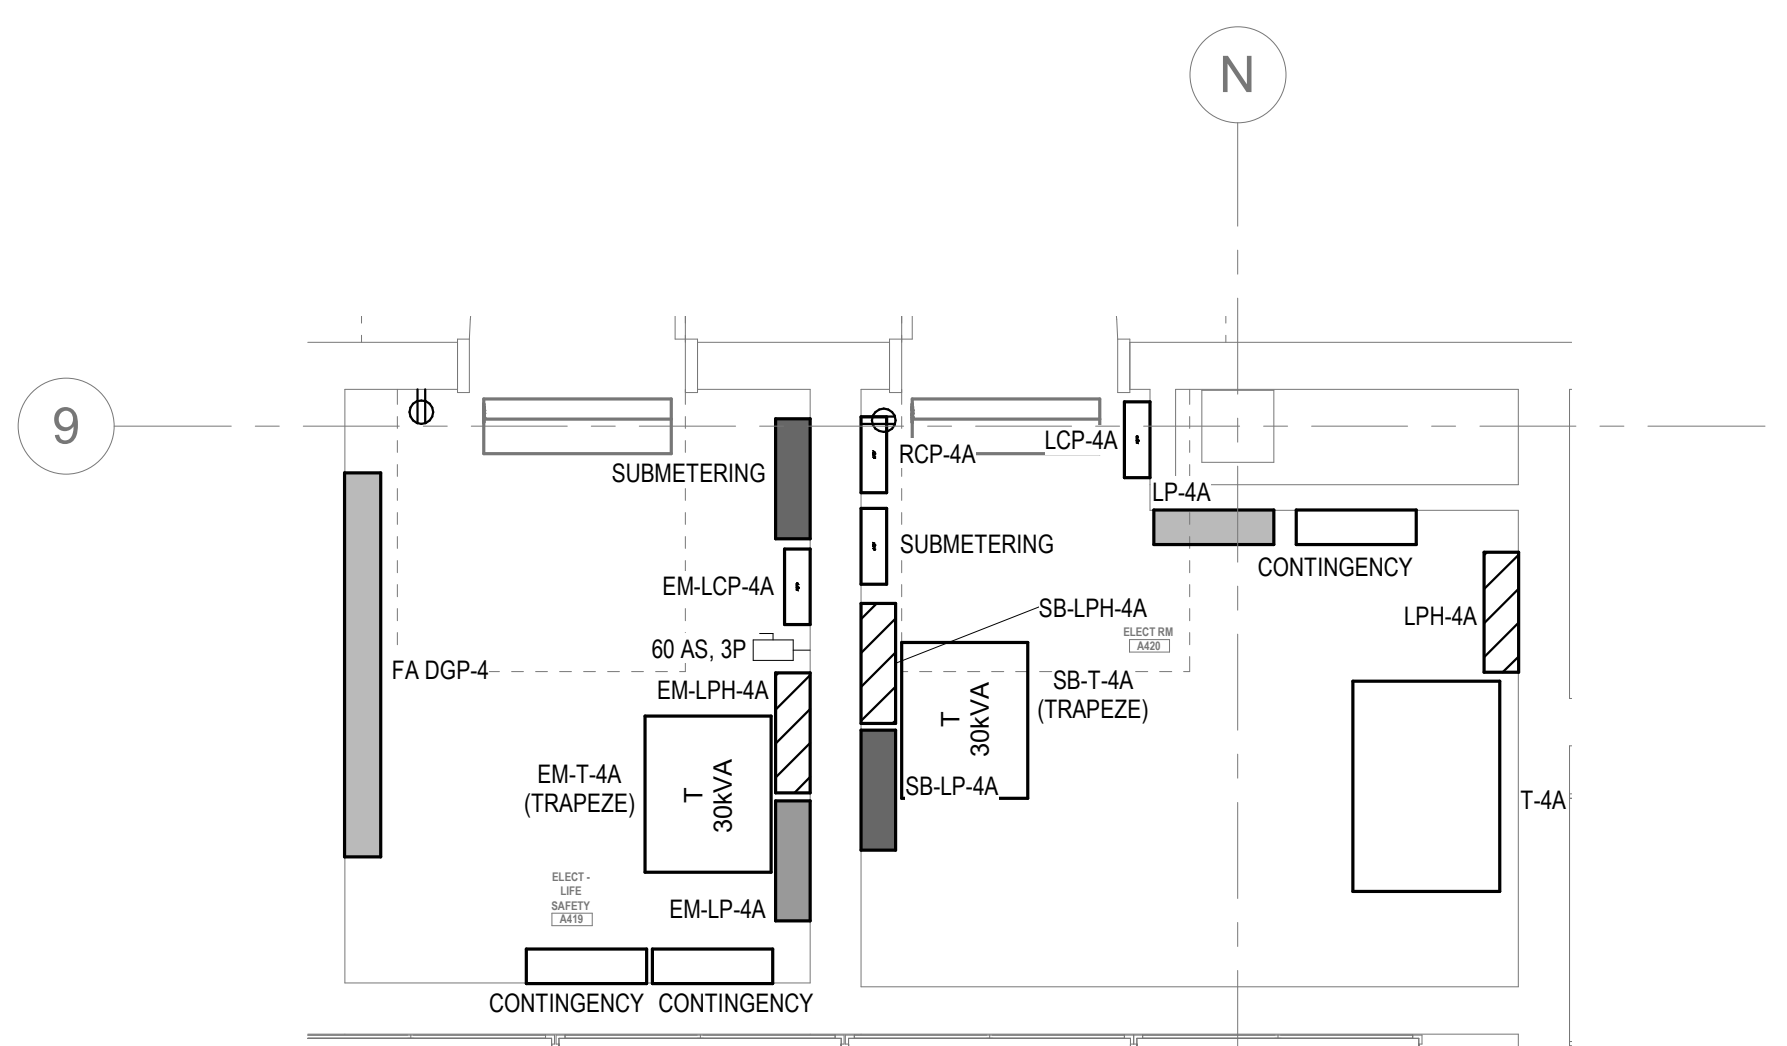 N
9
SUBMETERING
EM-LCP-4A
60 AS, 3P
FA DGP-4
EM-LPH-4A
EM-T-4A
(TRAPEZE)
T
30kVA
ELECT -
LIFE
SAFETY
A419
EM-LP-4A
CONTINGENCY
CONTINGENCY
RCP-4A
LCP-4A
LP-4A
SUBMETERING
CONTINGENCY
SB-LPH-4A
ELECT RM
A420
LPH-4A
SB-T-4A
(TRAPEZE)
T
30kVA
SB-LP-4A
T-4A